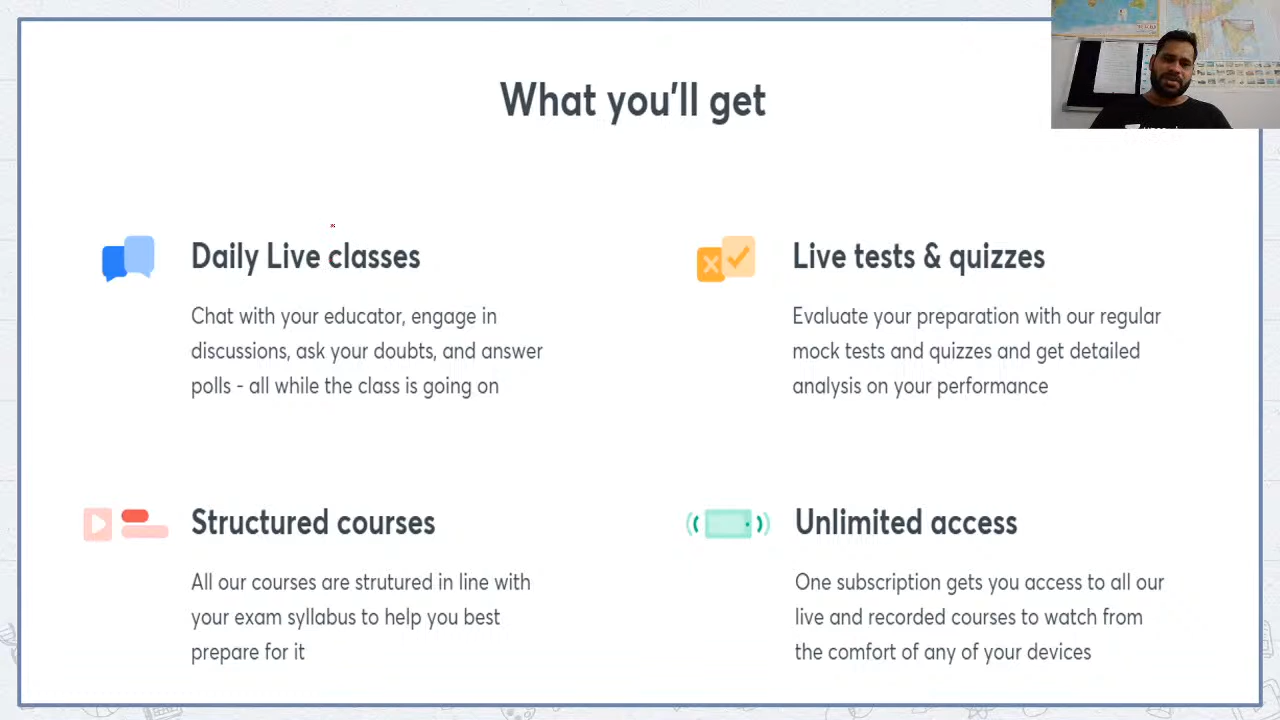 What you'll get
Daily Live classes
Chat with your educator, engage in
discussions, ask your doubts, and answer
polls - all while the class is going on
Live tests & quizzes
Evaluate your preparation with our regular
mock tests and quizzes and get detailed
analysis on your performance
Structured courses
All our courses are strutured in line with
your exam syllabus to help you best
prepare for it
Unlimited access
One subscription gets you access to all our
live and recorded courses to watch from
the comfort of any of your devices